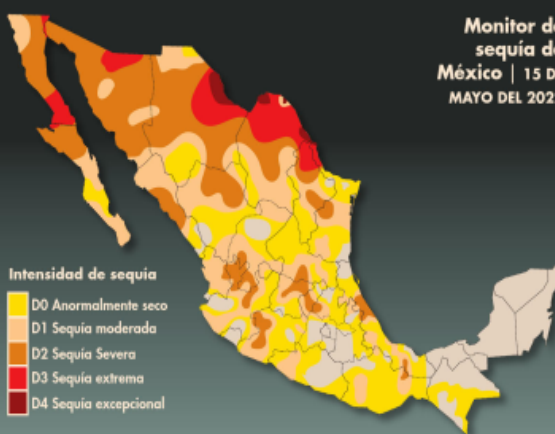 Monitor de
sequía de
México | 15 D
MAYO DEL 202
Intensidad de sequía
D0 Anormalmente seco
D1 Sequía moderada
D2 Sequia Severa
D3 Sequía extrema
D4 Sequía excepcional